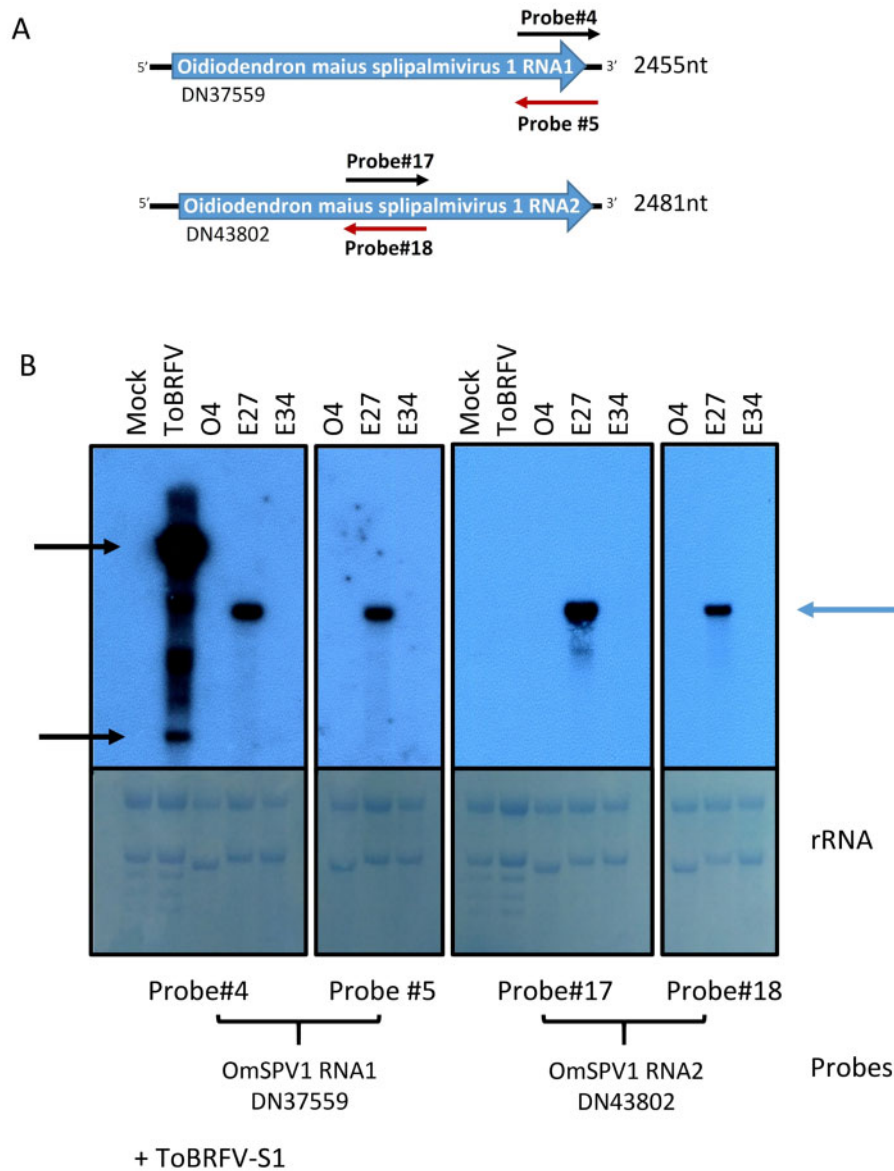 A
Probe#4
5' Oidiodendron maius splipalmivirus 1 RNA1 3' 2455nt
DN37559
Probe #5
Probe#17
5' Oidiodendron maius splipalmivirus 1 RNA2 3' 2481nt
DN43802
Probe#18
B
Mock ToBRFV O4 E27 E34 O4 E27 E34 Mock ToBRFV O4 E27 E34 O4 E27 E34
rRNA
Probe#4 Probe #5 Probe#17 Probe#18
OmSPV1 RNA1 OmSPV1 RNA2 Probes
DN37559 DN43802
+ ToBRFV-S1